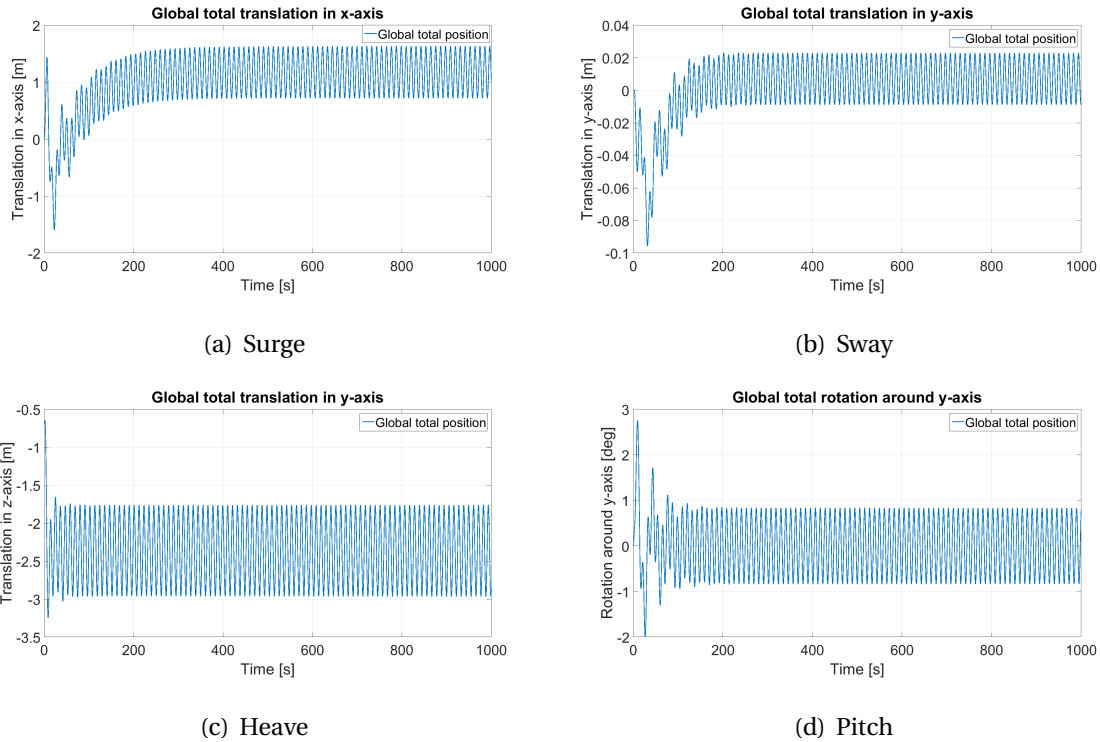 Global total translation in x-axis
Global total position
Translation in x-axis [m]
2
1
0
-1
-2
0
200
400
600
800
1000
Time [s]
(a) Surge
Global total translation in y-axis
Global total position
Translation in y-axis [m]
0.04
0.02
0
-0.02
-0.04
-0.06
-0.08
-0.1
0
200
400
600
800
1000
Time [s]
(b) Sway
Global total translation in y-axis
Global total position
Translation in z-axis [m]
-0.5
-1
-1.5
-2
-2.5
-3
-3.5
0
200
400
600
800
1000
Time [s]
(c) Heave
Global total rotation around y-axis
Global total position
Rotation around y-axis [deg]
3
2
1
0
-1
-2
0
200
400
600
800
1000
Time [s]
(d) Pitch